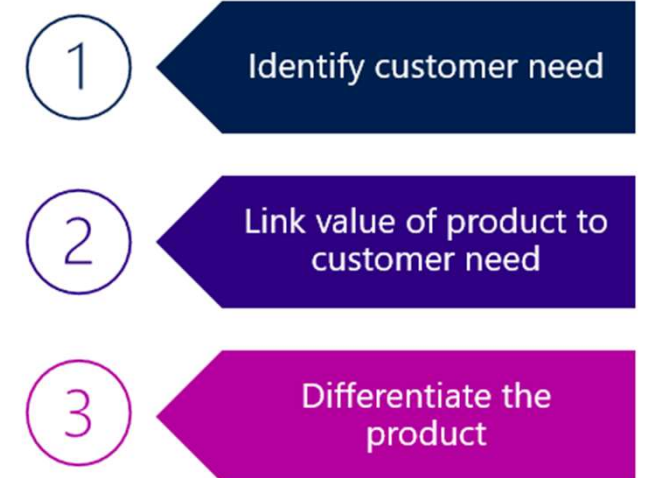 1
Identify customer need
2
Link value of product to
customer need
3
Differentiate the
product